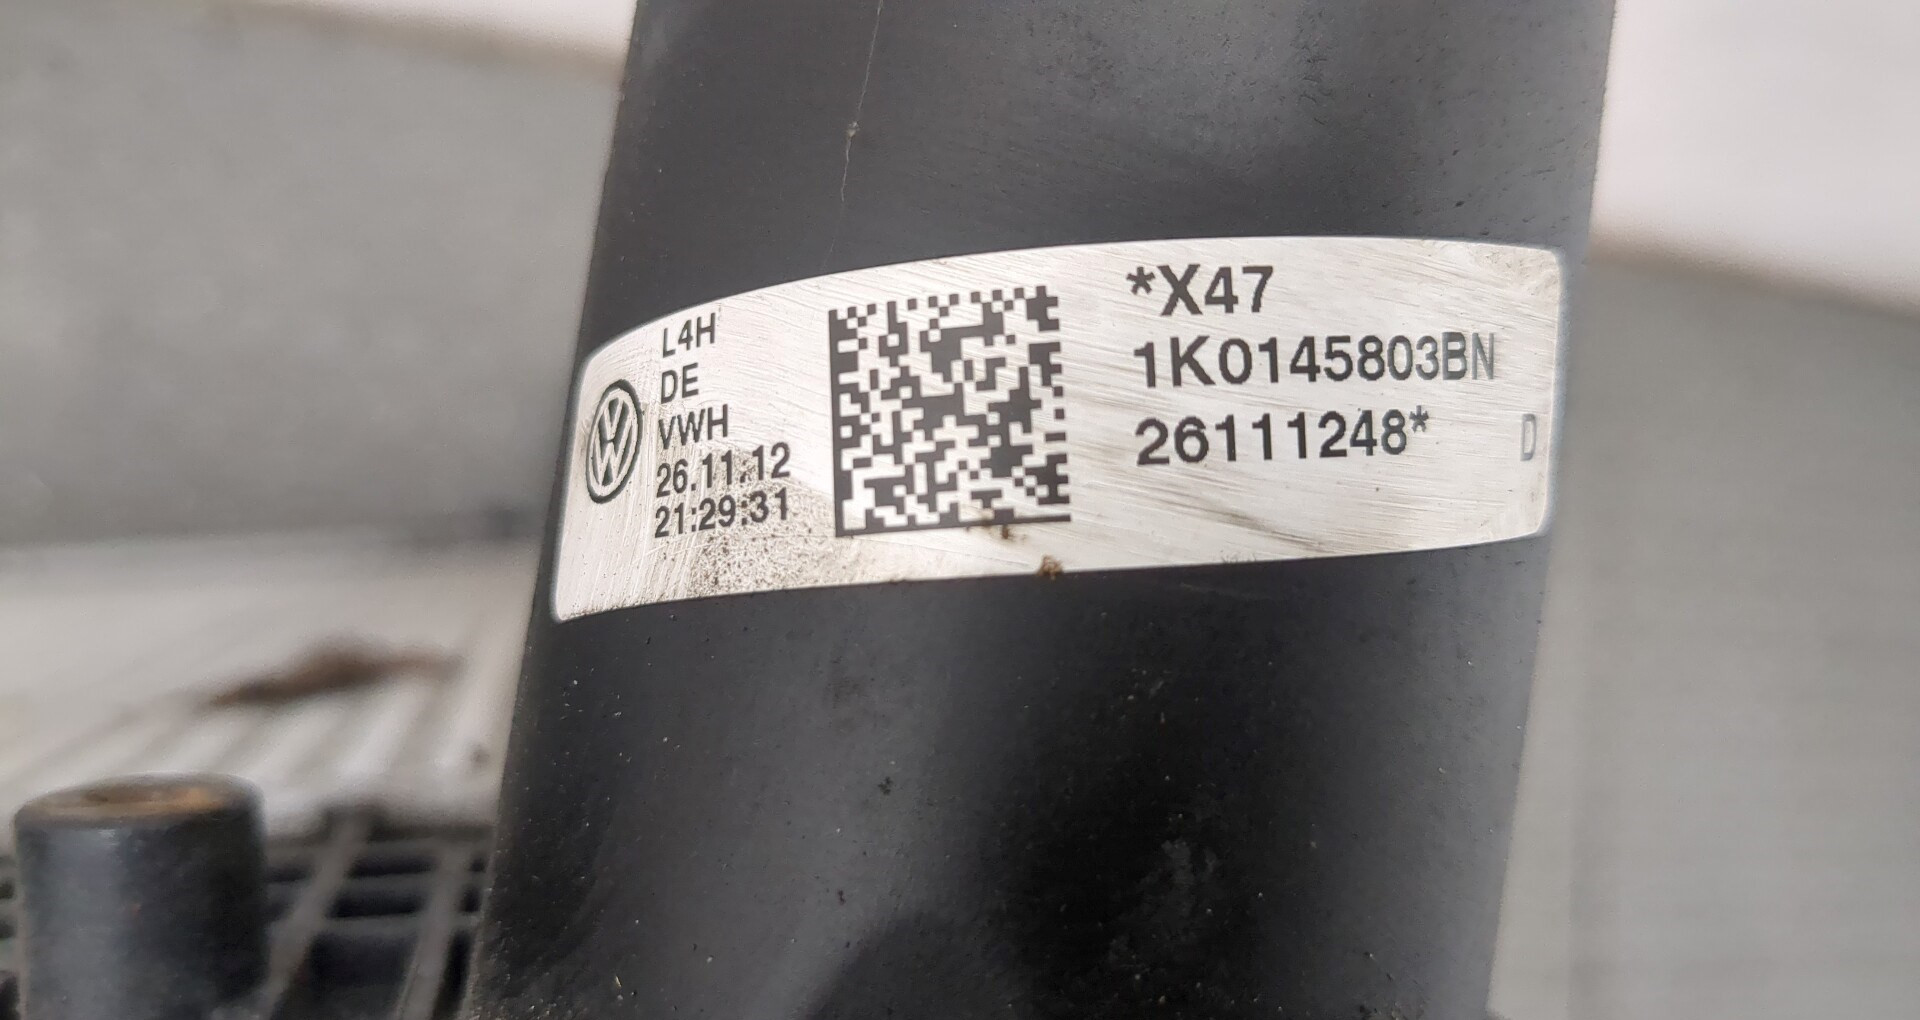 L4H
DE
VWH
26.11.12
21:29:31
*X47
1K0145803BN
26111248*
D